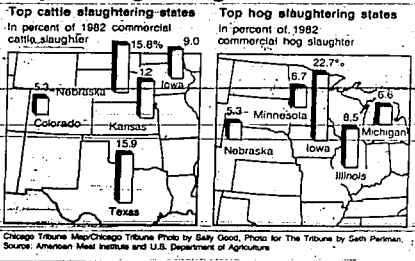 Top cattle slaughtering states
In percent of 1982 commercial
cattle slaughter
15.8%
9.0
12
5.3
Nebraska
Iowa
Colorado
Kansas
15.9
Texas
Top hog slaughtering states
In percent of 1982
commercial hog slaughter
22.7%
6.7
6.6
Minnesota
8.5
Michigan
5.3
Nebraska
Iowa
Illinois
Chicago Tribune Map/Chicago Tribune Photo by Sally Good, Photo for The Tribune by Seth Perlman,
Source: American Meat Institute and U.S. Department of Agriculture